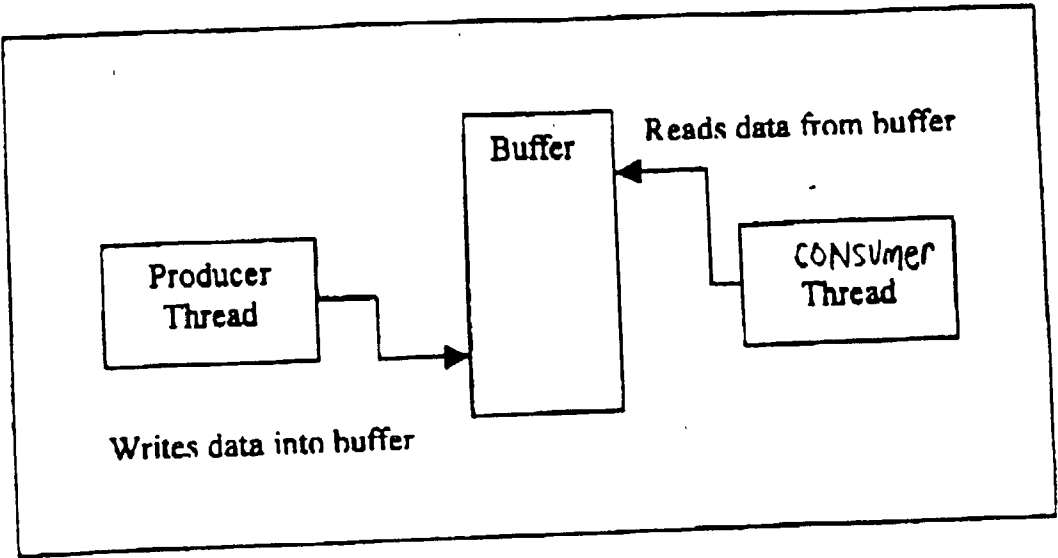 Buffer
Reads data from buffer
Producer
Thread
CONSUMer
Thread
Writes data into buffer